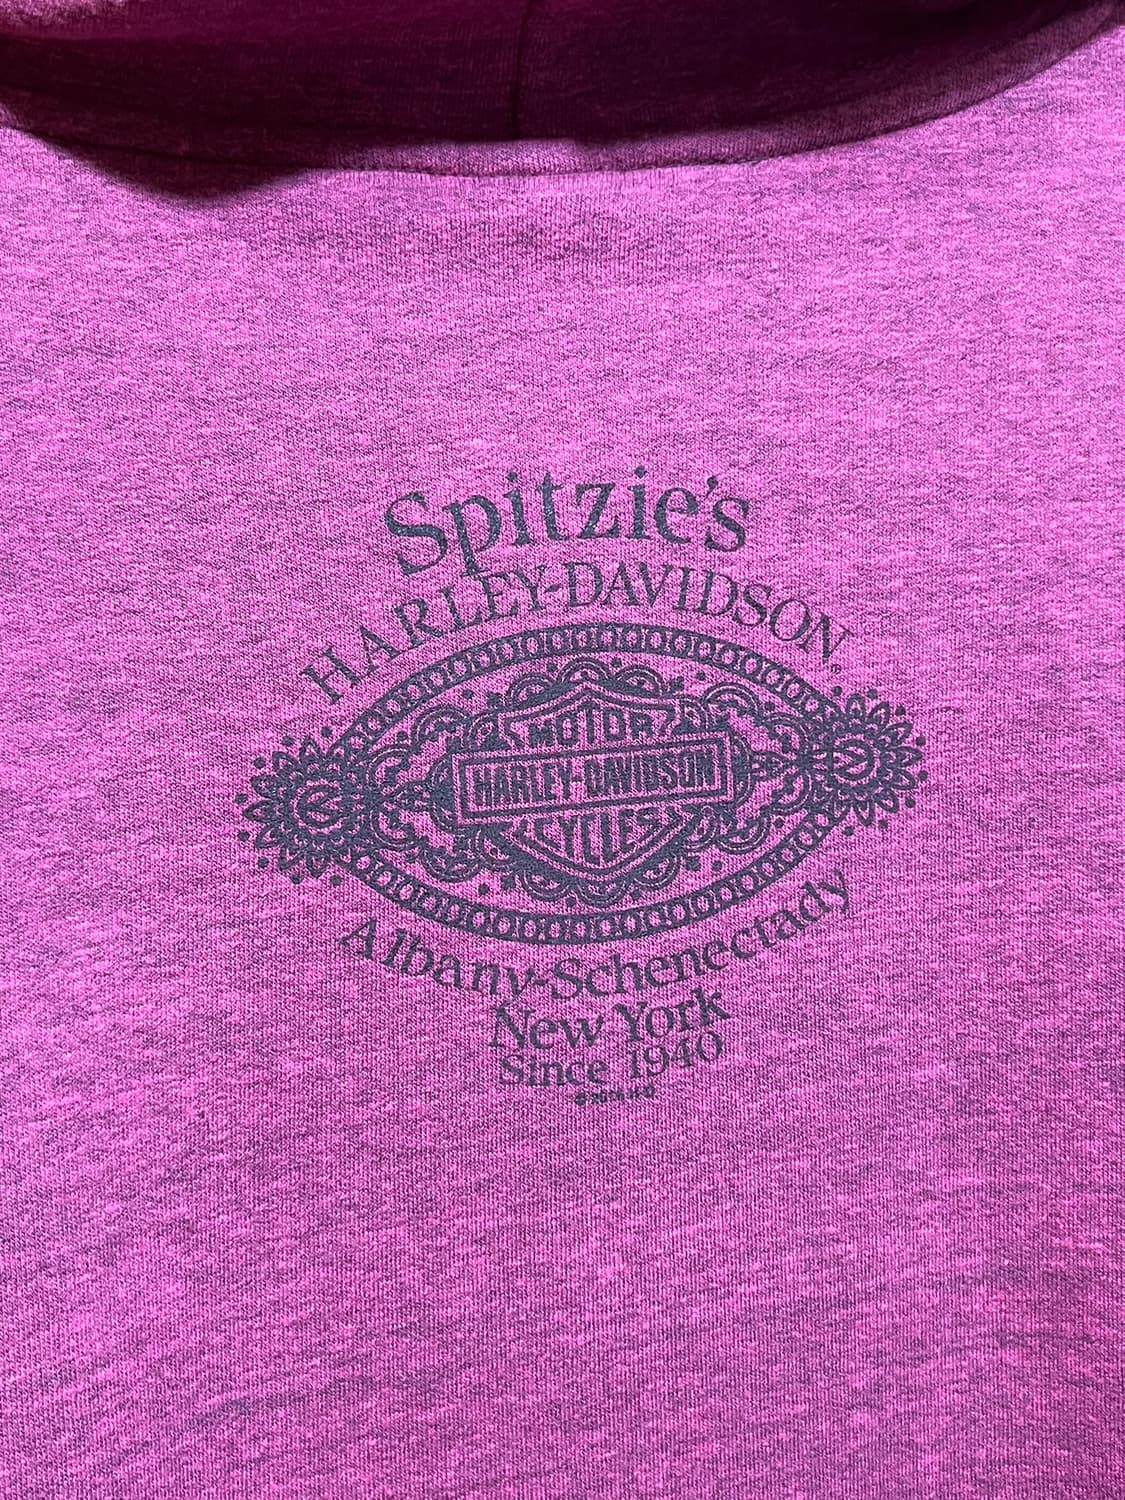 Spitzie's
HARLEY-DAVIDSON®
MOTOR
HARLEY-DAVIDSON
CYCLES
Albany-Schenectady
New York
Since 1940